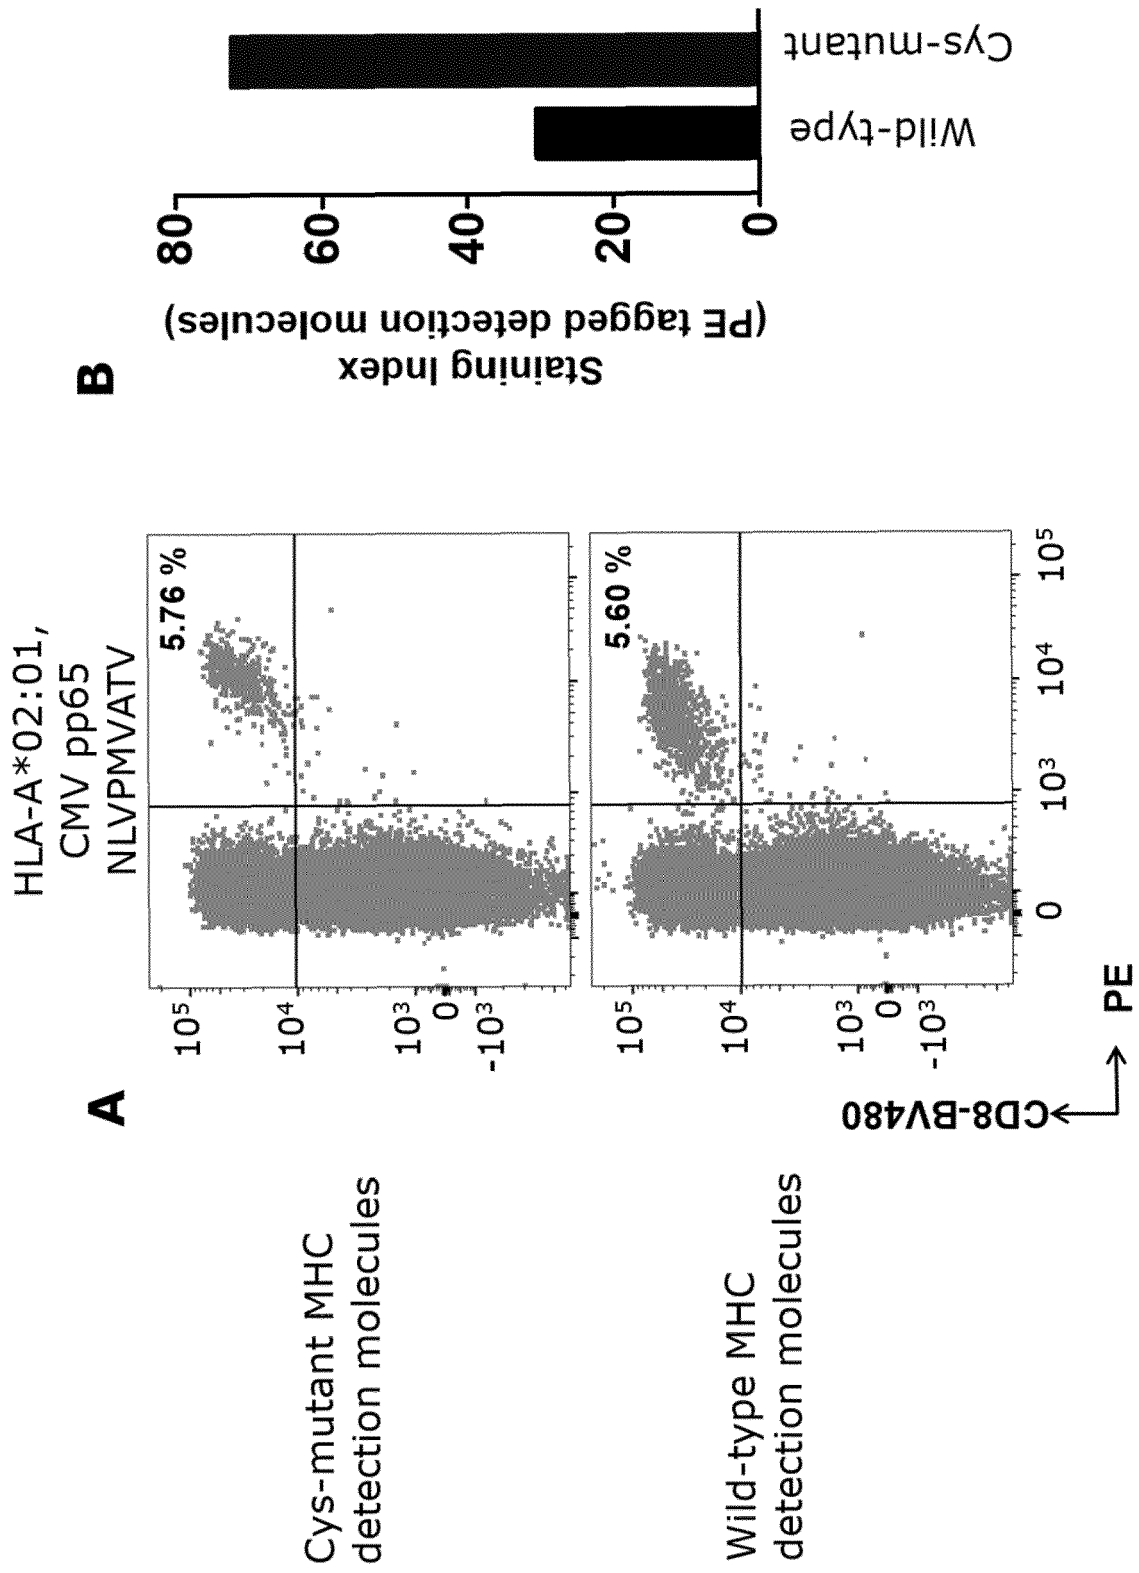 A
HLA-A*02:01,
CMV pp65
NLVPMVATV
Cys-mutant MHC
detection molecules
10⁵
10⁴
10³
0
-10³
5.76 %
Wild-type MHC
detection molecules
10⁵
10⁴
10³
0
-10³
5.60 %
0
10³
10⁴
10⁵
CD8-BV480
PE
B
Staining Index
(PE tagged detection molecules)
80
60
40
20
0
Wild-type
Cys-mutant